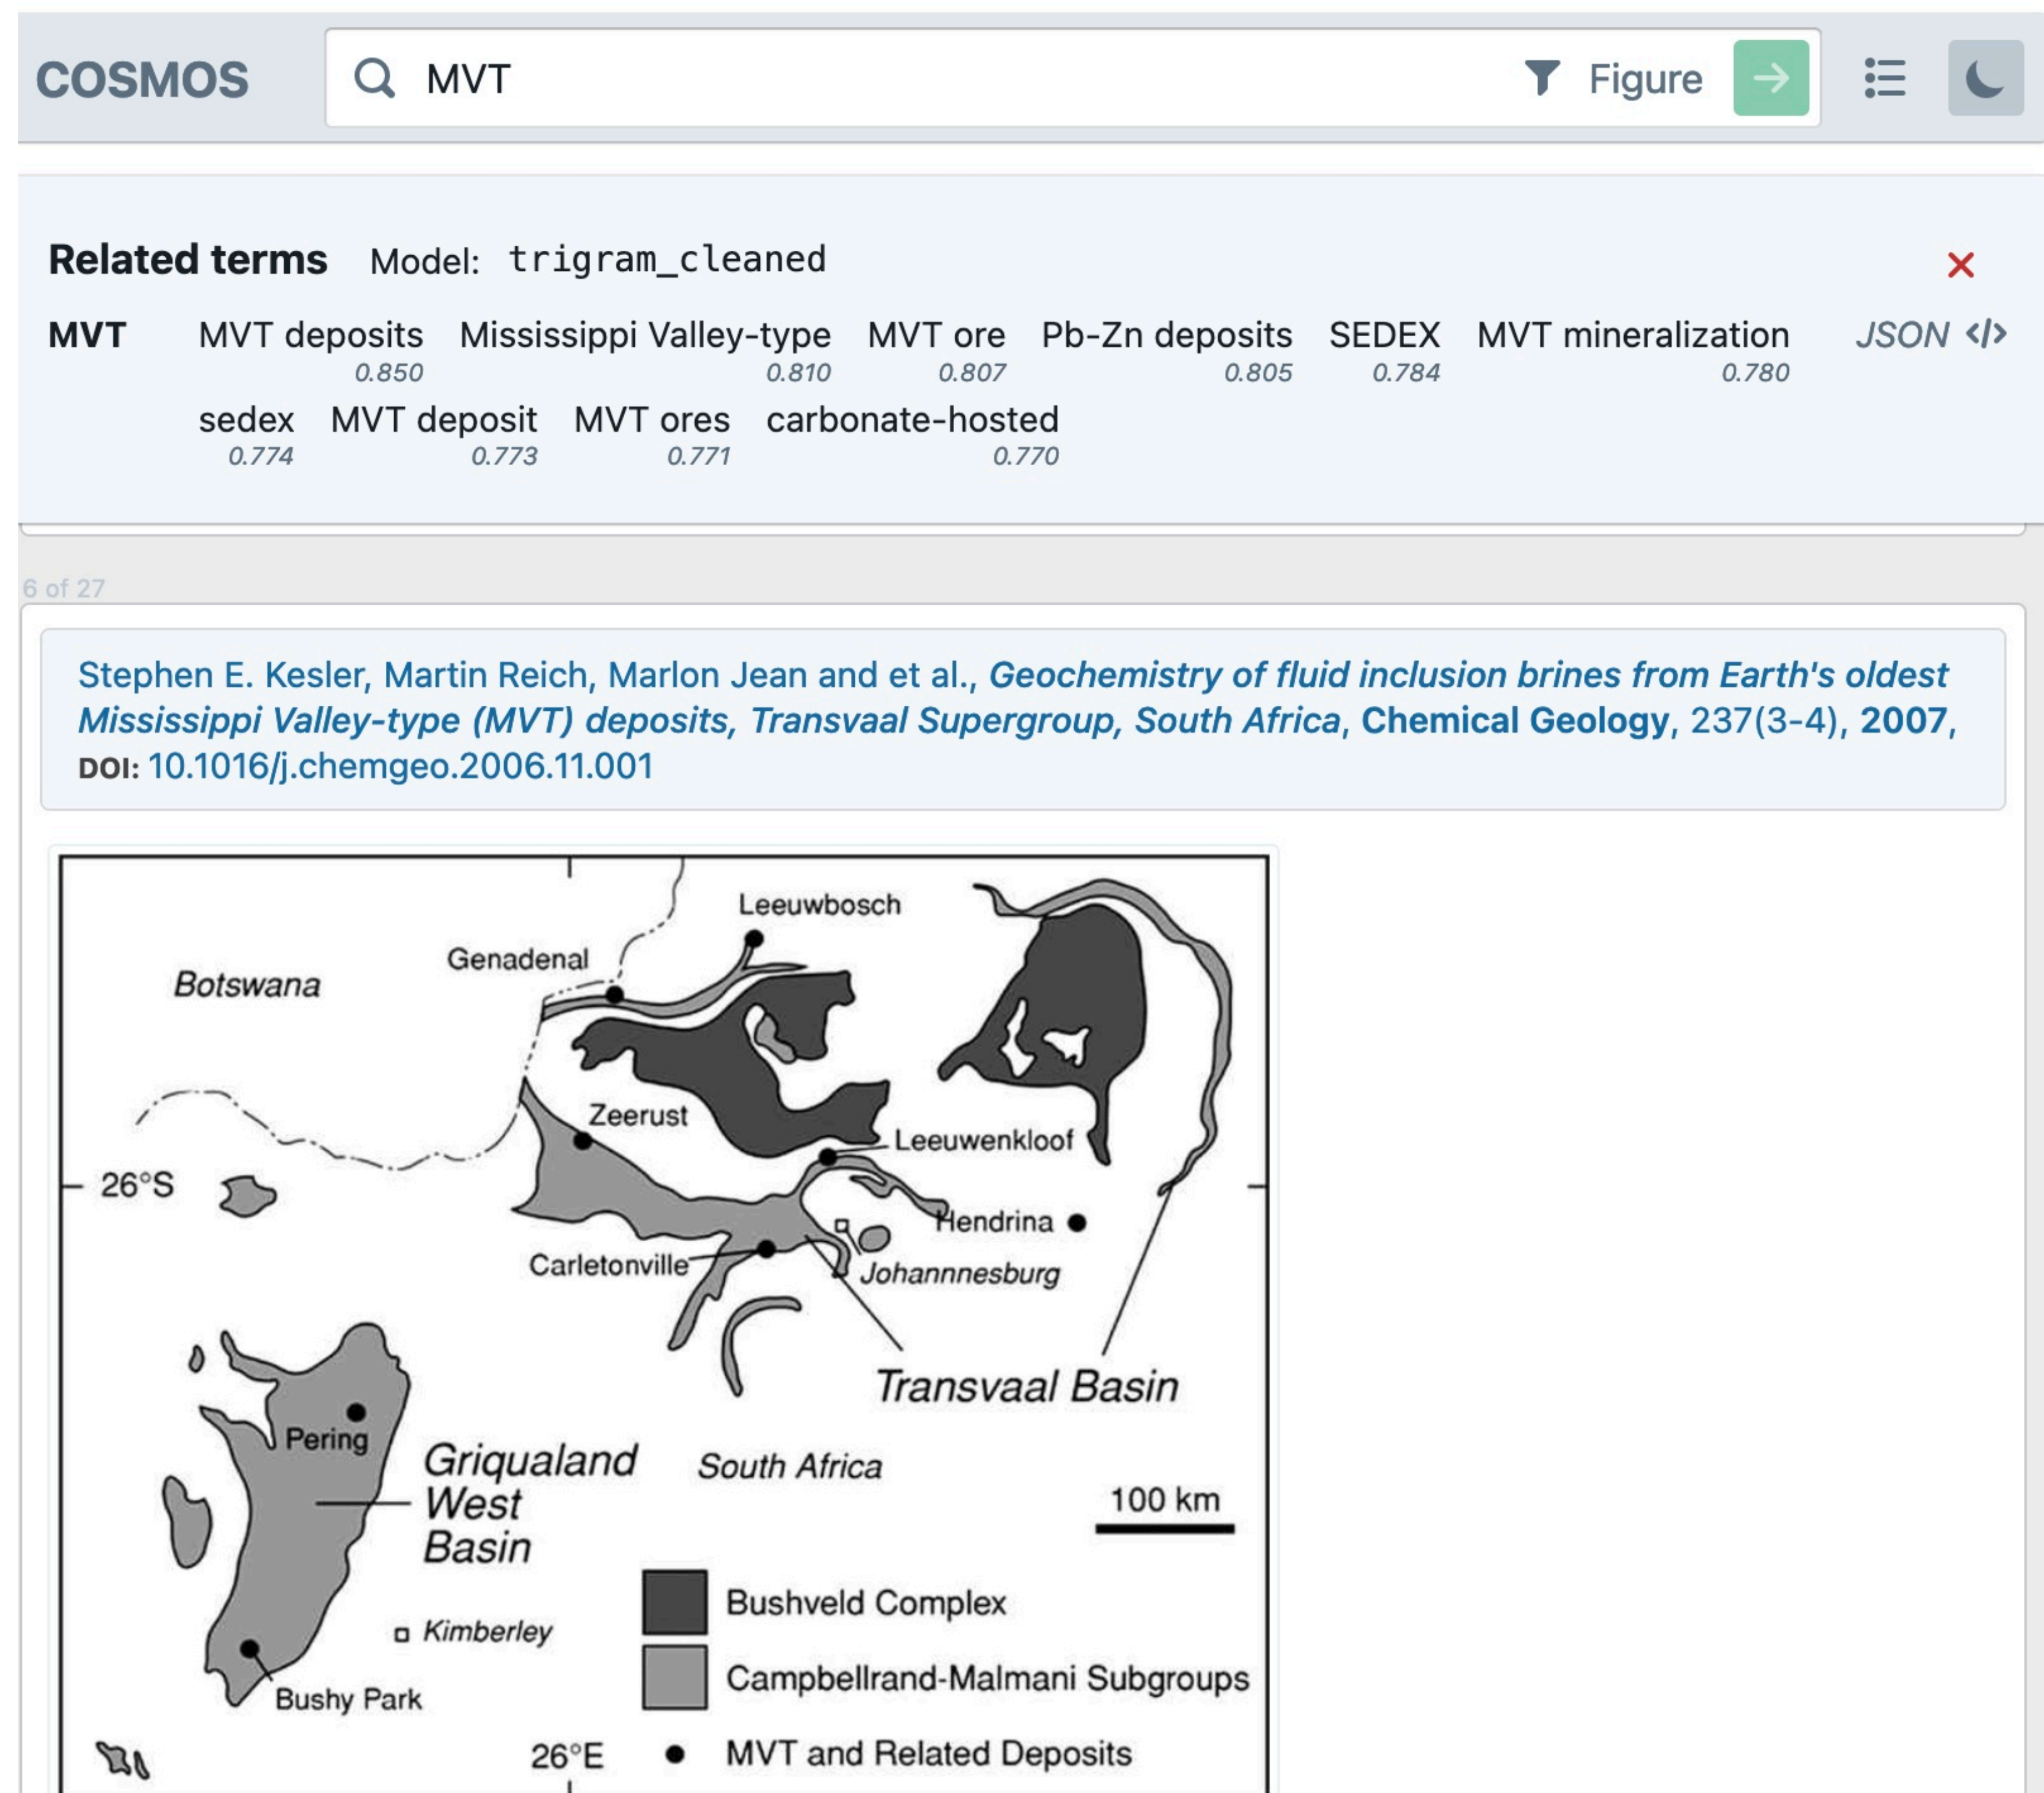 COSMOS MVT Figure
Related terms Model: trigram_cleaned
MVT MVT deposits Mississippi Valley-type MVT ore Pb-Zn deposits SEDEX MVT mineralization JSON </>
0.850 0.810 0.807 0.805 0.784 0.780
sedex MVT deposit MVT ores carbonate-hosted
0.774 0.773 0.771 0.770
6 of 27
Stephen E. Kesler, Martin Reich, Marlon Jean and et al., Geochemistry of fluid inclusion brines from Earth's oldest
Mississippi Valley-type (MVT) deposits, Transvaal Supergroup, South Africa, Chemical Geology, 237(3-4), 2007,
DOI: 10.1016/j.chemgeo.2006.11.001
Leeuwbosch
Genadenal
Botswana
Zeerust
Leeuwenkloof
26°S
Hendrina
Carletonville
Johannnesburg
Transvaal Basin
Pering
Griqualand
West
Basin
South Africa
100 km
Bushveld Complex
Kimberley
Campbellrand-Malmani Subgroups
Bushy Park
26°E
MVT and Related Deposits